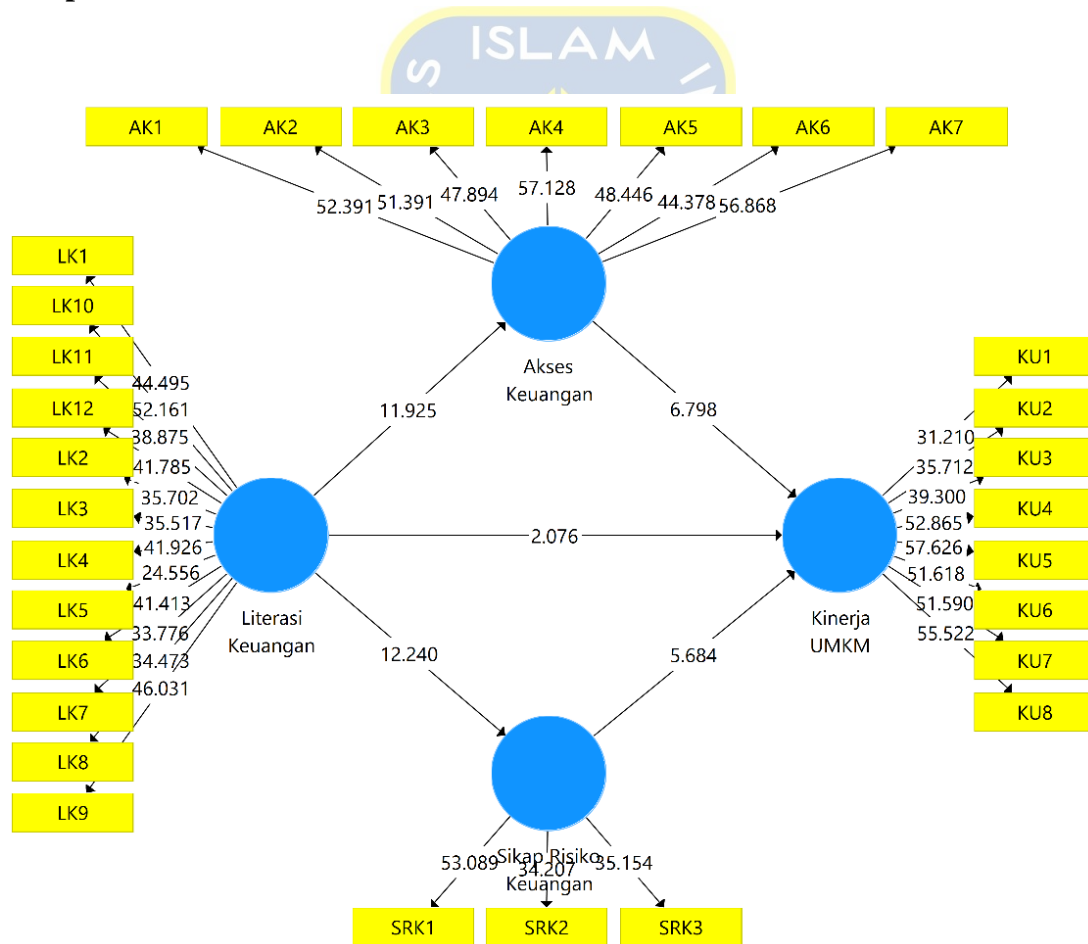 ISLAM
AK1 AK2 AK3 AK4 AK5 AK6 AK7
52.391 51.391 47.894 57.128 48.446 44.378 56.868
LK1
LK10
LK11
LK12
LK2
LK3
LK4
LK5
LK6
LK7
LK8
LK9
44.495
52.161
38.875
41.785
35.702
35.517
41.926
24.556
41.413
33.776
34.473
46.031
Akses
Keuangan
11.925
6.798
Literasi
Keuangan
2.076
Kinerja
UMKM
12.240
5.684
KU1
KU2
KU3
KU4
KU5
KU6
KU7
KU8
31.210
35.712
39.300
52.865
57.626
51.618
51.590
55.522
Sikap Risiko
Keuangan
53.089 34.207 35.154
SRK1 SRK2 SRK3